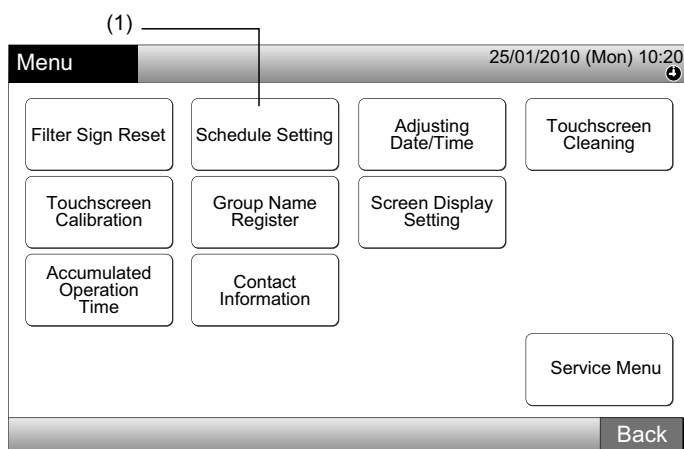 (1)
Menu
25/01/2010 (Mon) 10:20
Filter Sign Reset
Schedule Setting
Adjusting
Date/Time
Touchscreen
Cleaning
Touchscreen
Calibration
Group Name
Register
Screen Display
Setting
Accumulated
Operation
Time
Contact
Information
Service Menu
Back